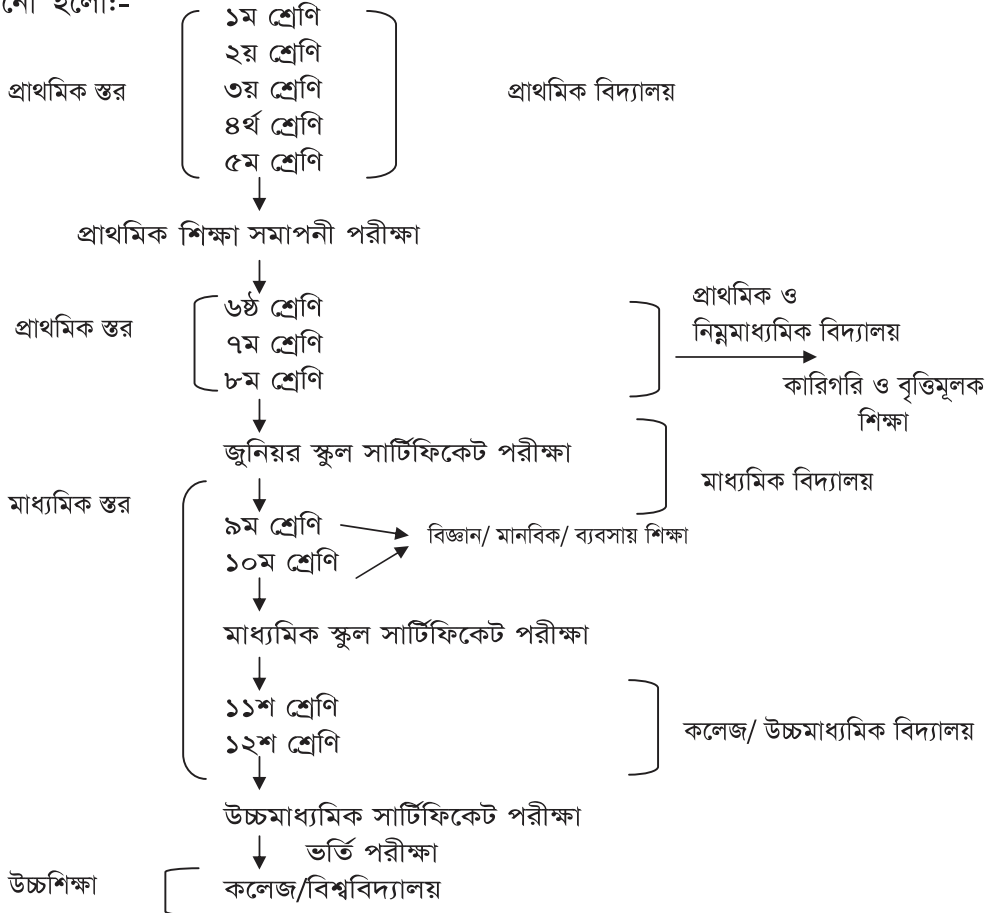 হলো:-
১ম শ্রেণি
২য় শ্রেণি
প্রাথমিক স্তর ৩য় শ্রেণি প্রাথমিক বিদ্যালয়
৪র্থ শ্রেণি
৫ম শ্রেণি
প্রাথমিক শিক্ষা সমাপনী পরীক্ষা
প্রাথমিক ও
৬ষ্ঠ শ্রেণি
প্রাথমিক স্তর ৭ম শ্রেণি নিম্নমাধ্যমিক বিদ্যালয়
৮ম শ্রেণি কারিগরি ও বৃত্তিমূলক
শিক্ষা
জুনিয়র স্কুল সার্টিফিকেট পরীক্ষা
মাধ্যমিক বিদ্যালয়
মাধ্যমিক স্তর
৯ম শ্রেণি বিজ্ঞান/ মানবিক/ ব্যবসায় শিক্ষা
১০ম শ্রেণি
মাধ্যমিক স্কুল সার্টিফিকেট পরীক্ষা
১১শ শ্রেণি
১২শ শ্রেণি কলেজ/ উচ্চমাধ্যমিক বিদ্যালয়
উচ্চমাধ্যমিক সার্টিফিকেট পরীক্ষা
ভর্তি পরীক্ষা
উচ্চশিক্ষা কলেজ/বিশ্ববিদ্যালয়